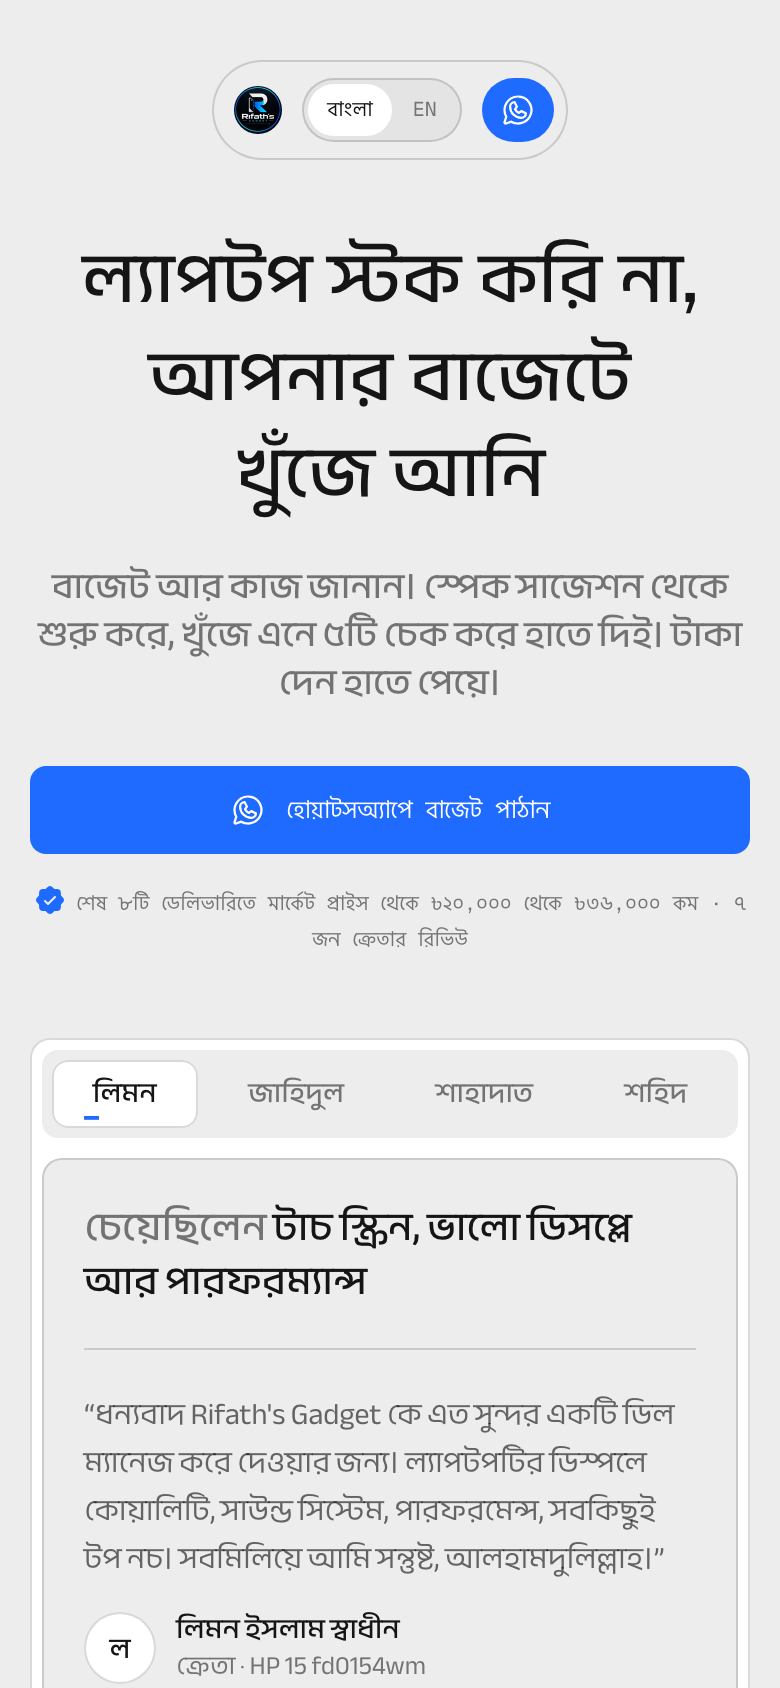 Rifath's
বাংলা EN
ল্যাপটপ স্টক করি না,
আপনার বাজেটে
খুঁজে আনি
বাজেট আর কাজ জানান। স্পেক সাজেশন থেকে
শুরু করে, খুঁজে এনে ৫টি চেক করে হাতে দিই। টাকা
দেন হাতে পেয়ে।
হোয়াটসঅ্যাপে বাজেট পাঠান
শেষ ৮টি ডেলিভারিতে মার্কেট প্রাইস থেকে ৳২০,০০০ থেকে ৳৩৬,০০০ কম · ৭
জন ক্রেতার রিভিউ
লিমন জাহিদুল শাহাদাত শহিদ
চেয়েছিলেন টাচ স্ক্রিন, ভালো ডিসপ্লে
আর পারফরম্যান্স
“ধন্যবাদ Rifath's Gadget কে এত সুন্দর একটি ডিল
ম্যানেজ করে দেওয়ার জন্য। ল্যাপটপটির ডিস্পলে
কোয়ালিটি, সাউন্ড সিস্টেম, পারফরমেন্স, সবকিছুই
টপ নচ। সবমিলিয়ে আমি সন্তুষ্ট, আলহামদুলিল্লাহ।”
ল
লিমন ইসলাম স্বাধীন
ক্রেতা · HP 15 fd0154wm